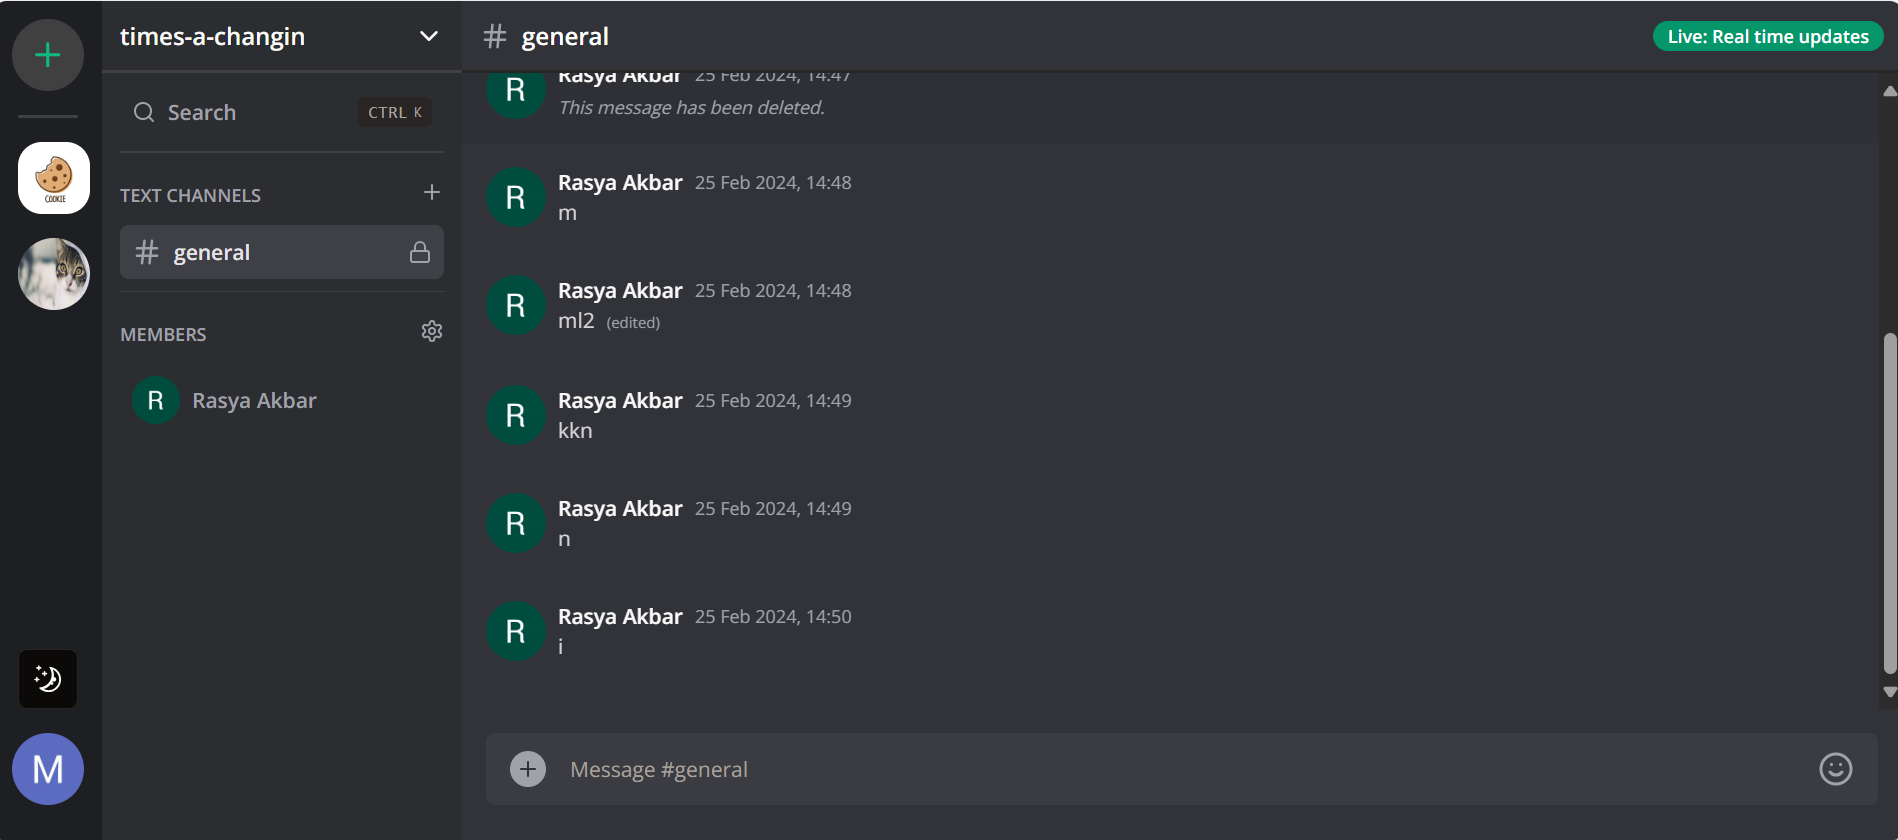 times-a-changin
Search
CTRL K
TEXT CHANNELS
general
MEMBERS
R
Rasya Akbar
COOKIE
M
# general
Live: Real time updates
R
Rasya Akbar 25 Feb 2024, 14:47
This message has been deleted.
R
Rasya Akbar 25 Feb 2024, 14:48
m
R
Rasya Akbar 25 Feb 2024, 14:48
ml2 (edited)
R
Rasya Akbar 25 Feb 2024, 14:49
kkn
R
Rasya Akbar 25 Feb 2024, 14:49
n
R
Rasya Akbar 25 Feb 2024, 14:50
i
Message #general